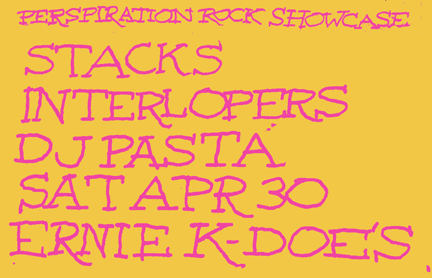 PERSPIRATION ROCK SHOWCASE
STACKS
INTERLOPERS
DJ PASTA
SAT APR 30
ERNIE K-DOE'S